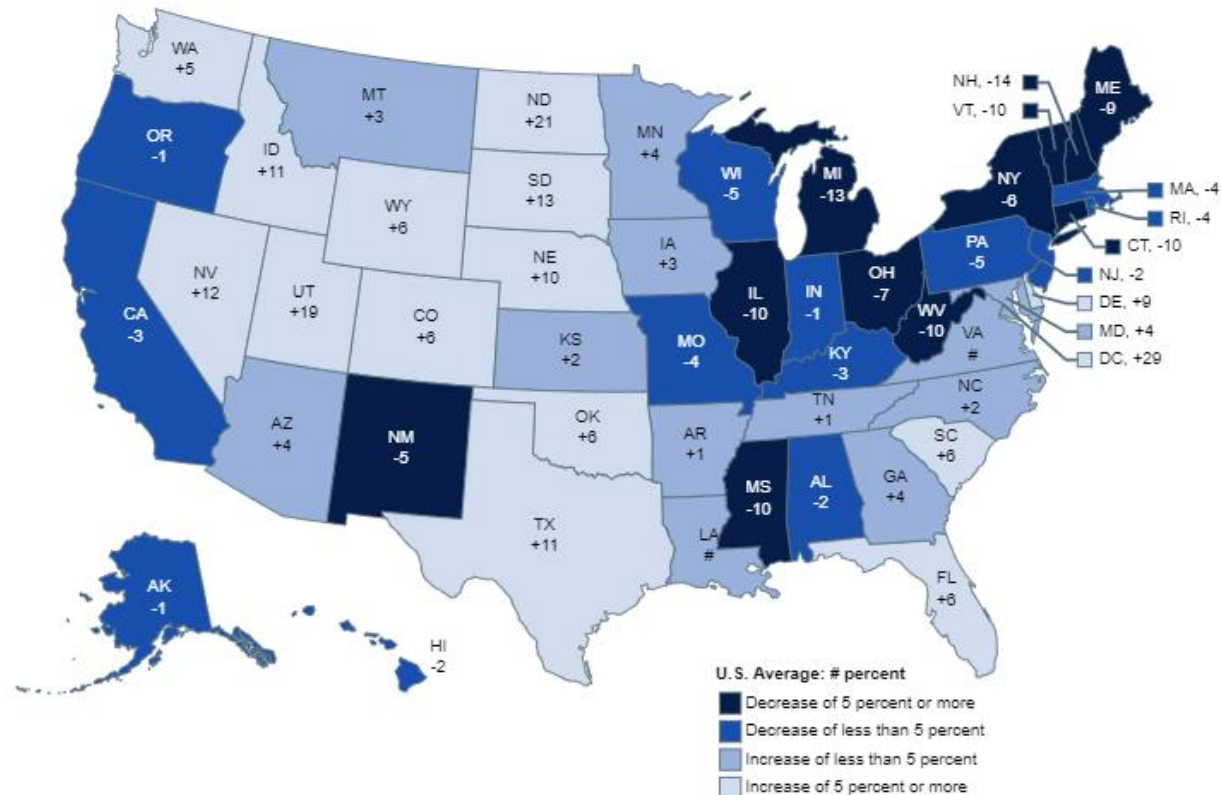 WA
+5
MT
+3
ND
+21
MN
+4
NH, -14
VT, -10
ME
-9
OR
-1
ID
+11
SD
+13
WI
-5
MI
-13
NY
-6
MA, -4
RI, -4
CT, -10
WY
+6
IA
+3
PA
-5
NJ, -2
NV
+12
UT
+19
NE
+10
IL
-10
IN
-1
OH
-7
DE, +9
CA
-3
CO
+6
KS
+2
MO
-4
KY
-3
WV
-10
VA
#
MD, +4
DC, +29
AZ
+4
NM
-5
OK
+6
AR
+1
TN
+1
NC
+2
SC
+6
TX
+11
LA
#
MS
-10
AL
-2
GA
+4
FL
+6
AK
-1
HI
-2
U.S. Average: # percent
Decrease of 5 percent or more
Decrease of less than 5 percent
Increase of less than 5 percent
Increase of 5 percent or more